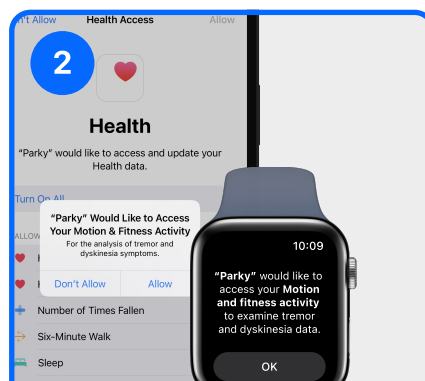 n't Allow Health Access Allow
2
Health
“Parky” would like to access and update your
Health data.
Turn On All
“Parky” Would Like to Access
Your Motion & Fitness Activity
For the analysis of tremor and
dyskinesia symptoms.
Don't Allow Allow
ALLOW
H
H
Number of Times Fallen
Six-Minute Walk
Sleep
10:09
“Parky” would like to
access your Motion
and fitness activity
to examine tremor
and dyskinesia data.
OK